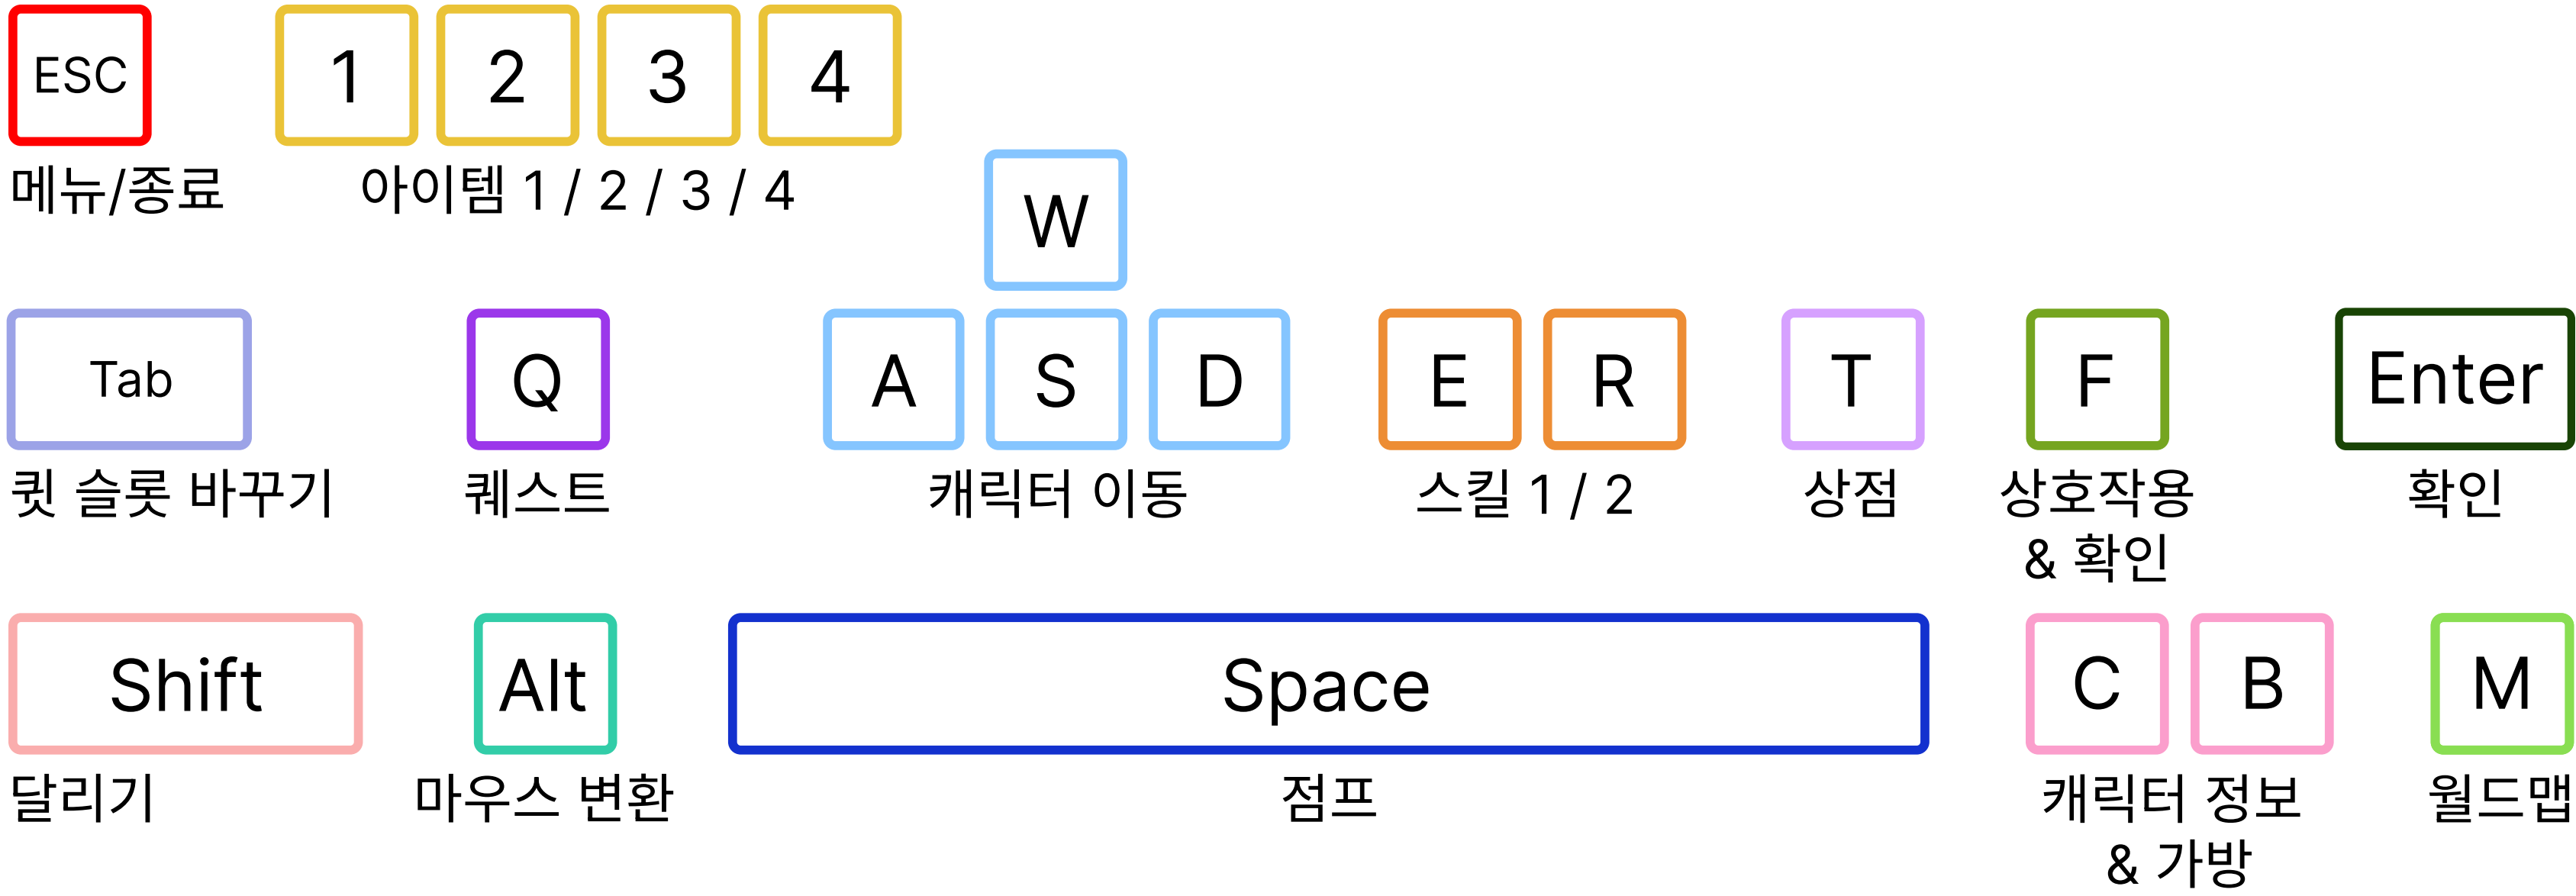 ESC 1 2 3 4
메뉴/종료 아이템 1 / 2 / 3 / 4
W
Tab Q A S D E R T F Enter
퀵 슬롯 바꾸기 퀘스트 캐릭터 이동 스킬 1 / 2 상점 상호작용 확인
& 확인
Shift Alt Space C B M
달리기 마우스 변환 점프 캐릭터 정보 월드맵
& 가방